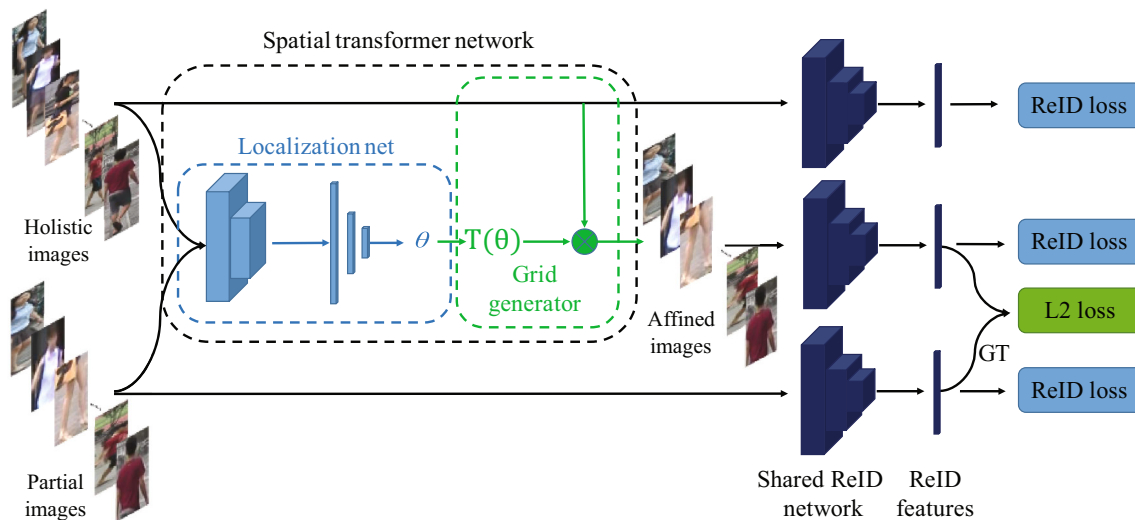 Spatial transformer network
Localization net
θ
T(θ)
Grid
generator
Holistic
images
Affined
images
Partial
images
ReID loss
ReID loss
L2 loss
GT
ReID loss
Shared ReID
network
ReID
features